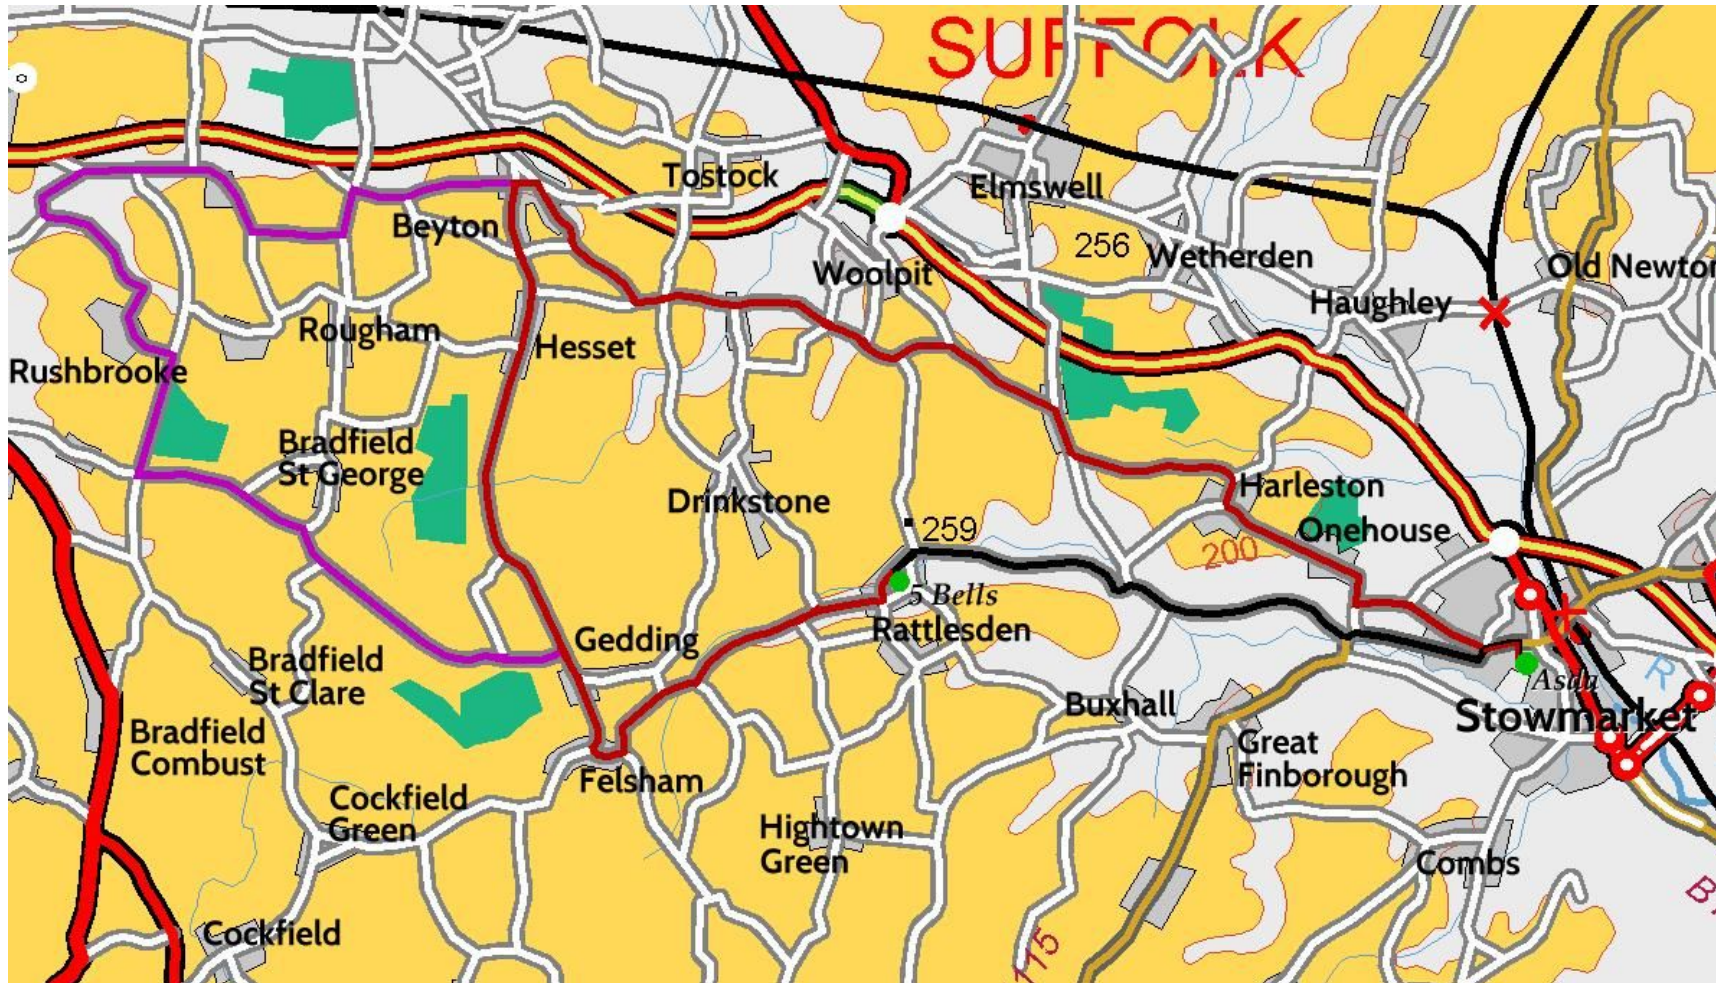 SUFFOLK
Tostock
Elmswell
Beyton
256
Wetherden
Old Newton
Woolpit
Haughley
Rougham
Hesset
Rushbrooke
Bradfield
St George
Drinkstone
Harleston
259
Onehouse
200
5 Bells
Rattlesden
Gedding
Bradfield
St Clare
R
Asda
Buxhall
Stowmarket
Bradfield
Combust
Great
Finborough
Felsham
Cockfield
Green
Hightown
Green
Combs
Cockfield
115